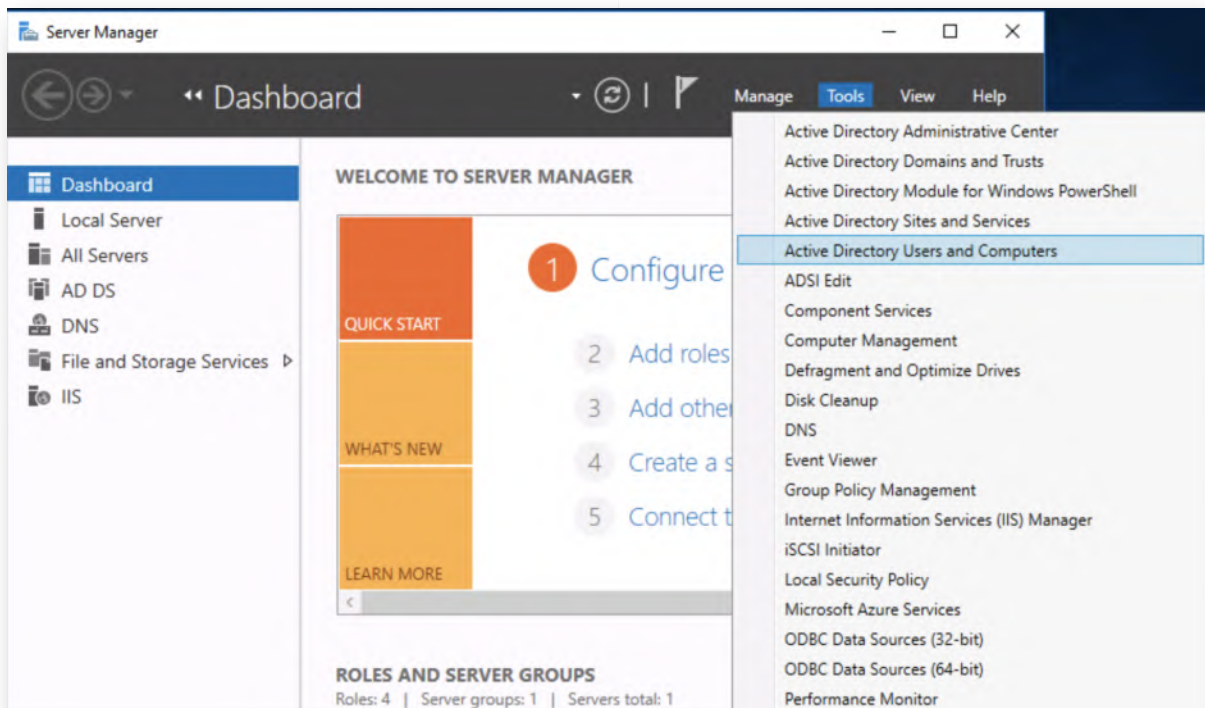 Server Manager
Dashboard
Manage Tools View Help
Dashboard
Local Server
All Servers
AD DS
DNS
File and Storage Services
IIS
WELCOME TO SERVER MANAGER
QUICK START
WHAT'S NEW
LEARN MORE
1 Configure
2 Add roles
3 Add other
4 Create a s
5 Connect t
ROLES AND SERVER GROUPS
Roles: 4 | Server groups: 1 | Servers total: 1
Active Directory Administrative Center
Active Directory Domains and Trusts
Active Directory Module for Windows PowerShell
Active Directory Sites and Services
Active Directory Users and Computers
ADSI Edit
Component Services
Computer Management
Defragment and Optimize Drives
Disk Cleanup
DNS
Event Viewer
Group Policy Management
Internet Information Services (IIS) Manager
iSCSI Initiator
Local Security Policy
Microsoft Azure Services
ODBC Data Sources (32-bit)
ODBC Data Sources (64-bit)
Performance Monitor